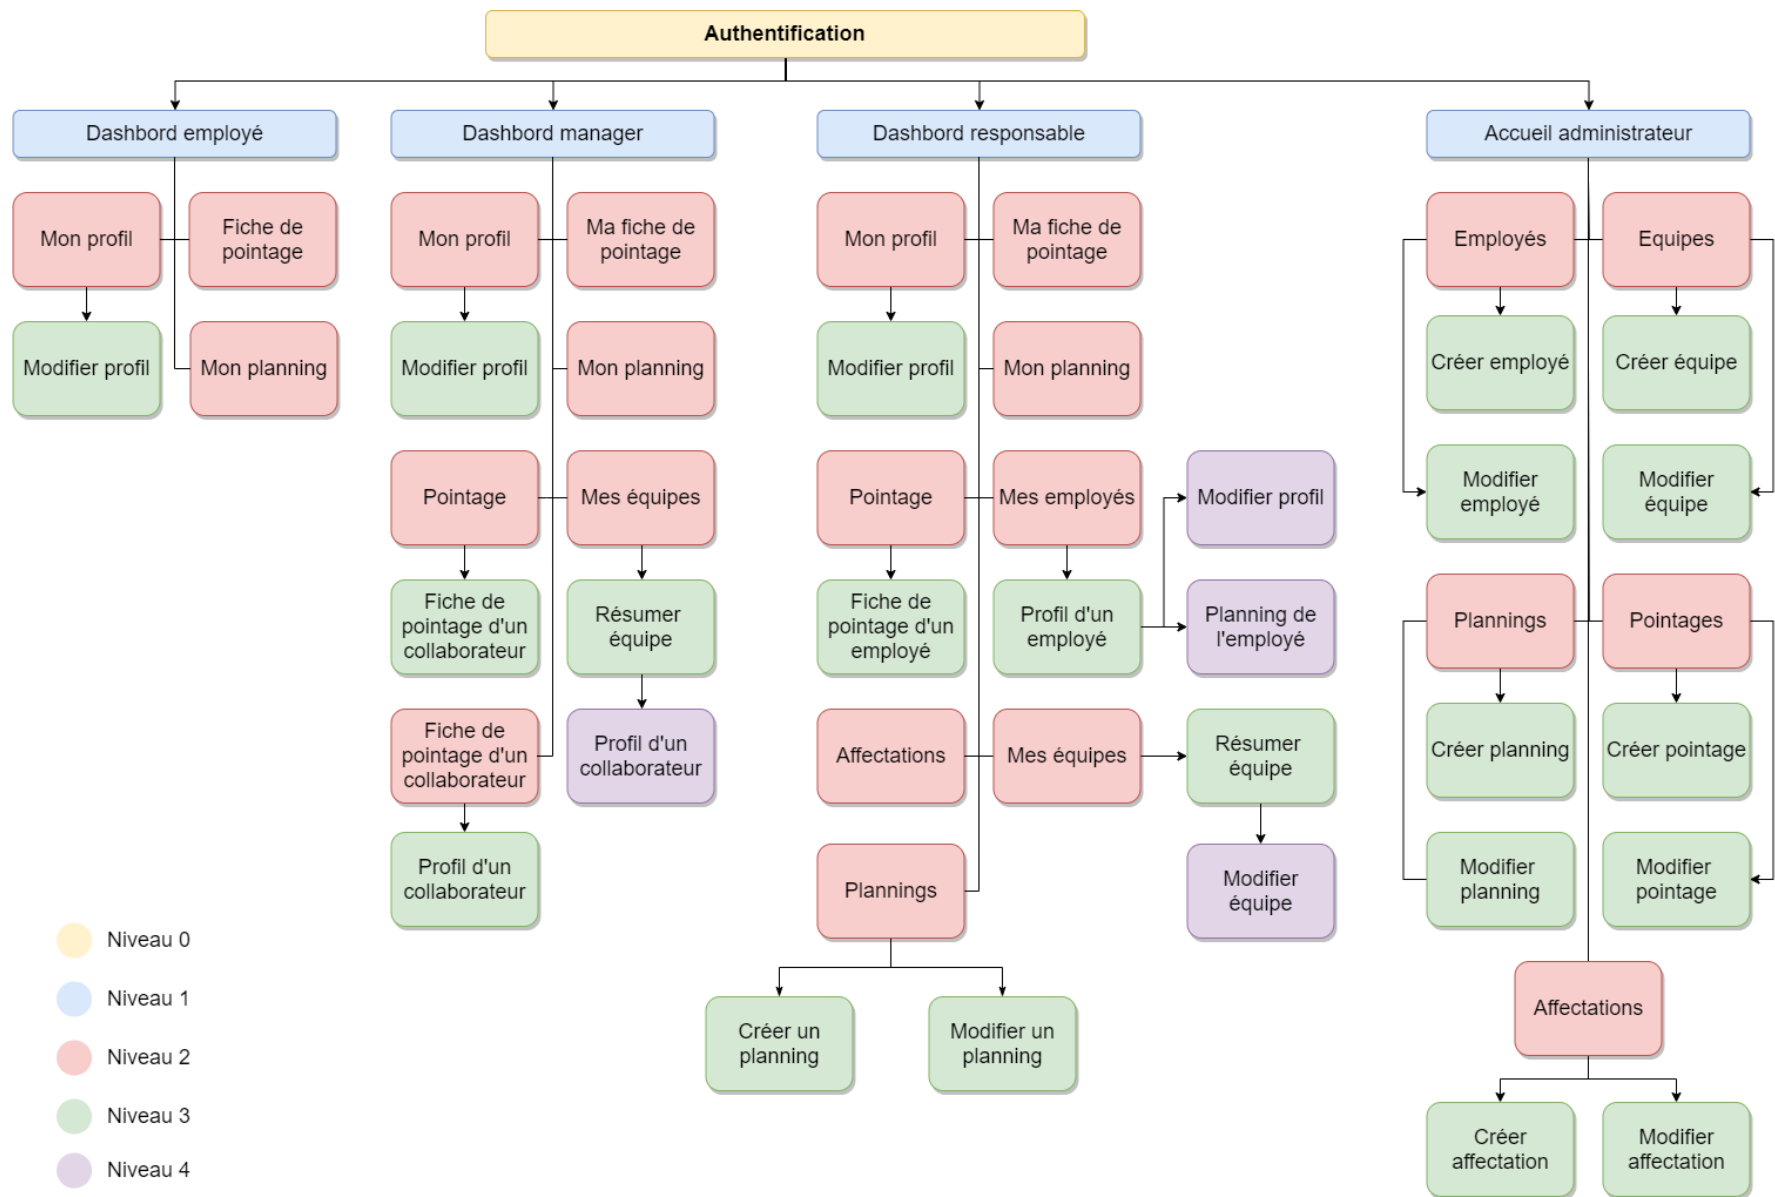 Authentification
Dashbord employé
Dashbord manager
Dashbord responsable
Accueil administrateur
Mon profil
Fiche de
pointage
Modifier profil
Mon planning
Mon profil
Ma fiche de
pointage
Modifier profil
Mon planning
Pointage
Mes équipes
Fiche de
pointage d'un
collaborateur
Résumer
équipe
Fiche de
pointage d'un
collaborateur
Profil d'un
collaborateur
Profil d'un
collaborateur
Mon profil
Ma fiche de
pointage
Modifier profil
Mon planning
Pointage
Mes employés
Modifier profil
Fiche de
pointage d'un
employé
Profil d'un
employé
Planning de
l'employé
Affectations
Mes équipes
Résumer
équipe
Plannings
Modifier
équipe
Créer un
planning
Modifier un
planning
Employés
Equipes
Créer employé
Créer équipe
Modifier
employé
Modifier
équipe
Plannings
Pointages
Créer planning
Créer pointage
Modifier
planning
Modifier
pointage
Affectations
Créer
affectation
Modifier
affectation
Niveau 0
Niveau 1
Niveau 2
Niveau 3
Niveau 4